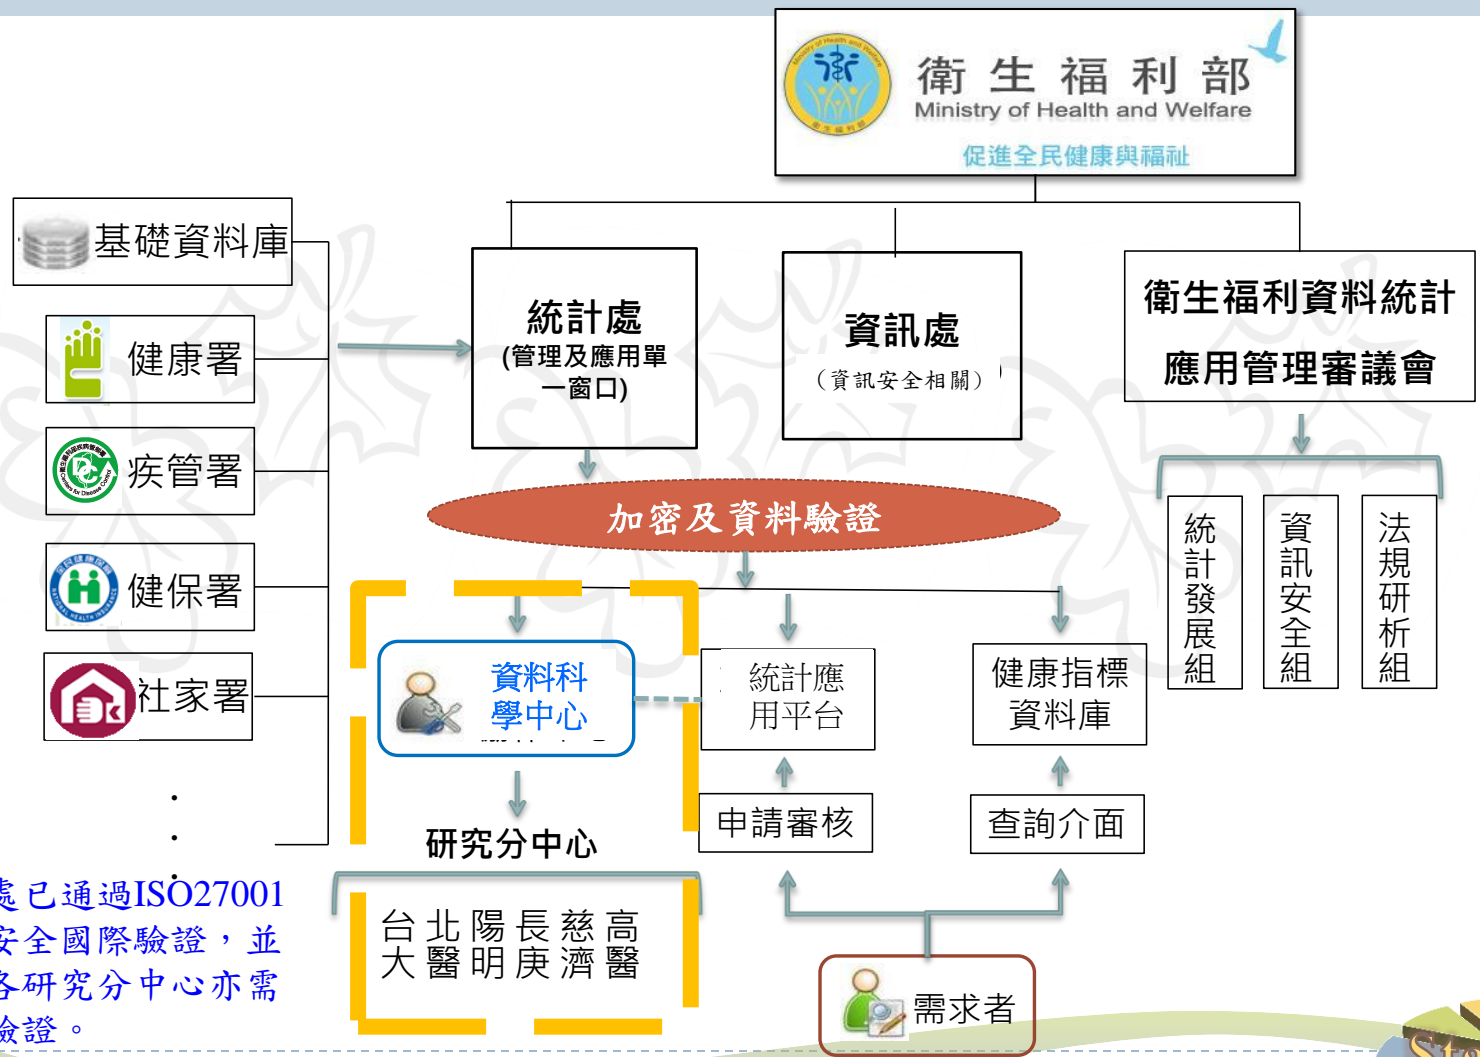 衛生福利部
Ministry of Health and Welfare
促進全民健康與福祉
基礎資料庫
健康署
疾管署
健保署
社家署
.
.
.
統計處
(管理及應用單
一窗口)
資訊處
（資訊安全相關）
衛生福利資料統計
應用管理審議會
統計發展組
資訊安全組
法規研析組
加密及資料驗證
資料科
學中心
統計應
用平台
健康指標
資料庫
申請審核
查詢介面
研究分中心
台大
北醫
陽明
長庚
慈濟
高醫
需求者
處已通過ISO27001
安全國際驗證，並
各研究分中心亦需
驗證。